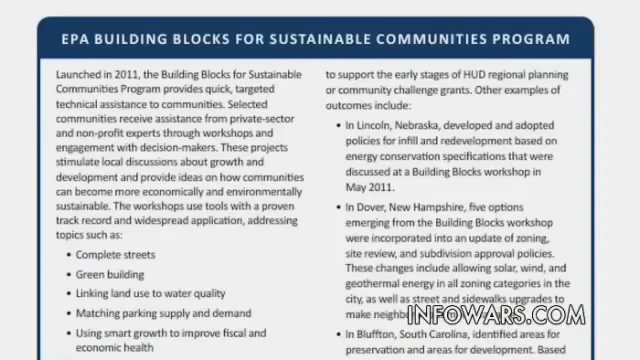 EPA BUILDING BLOCKS FOR SUSTAINABLE COMMUNITIES PROGRAM
Launched in 2011, the Building Blocks for Sustainable
Communities Program provides quick, targeted
technical assistance to communities. Selected
communities receive assistance from private-sector
and non-profit experts through workshops and
engagement with decision-makers. These projects
stimulate local discussions about growth and
development and provide ideas on how communities
can become more economically and environmentally
sustainable. The workshops use tools with a proven
track record and widespread application, addressing
topics such as:
• Complete streets
• Green building
• Linking land use to water quality
• Matching parking supply and demand
• Using smart growth to improve fiscal and
economic health
to support the early stages of HUD regional planning
or community challenge grants. Other examples of
outcomes include:
• In Lincoln, Nebraska, developed and adopted
policies for infill and redevelopment based on
energy conservation specifications that were
discussed at a Building Blocks workshop in
May 2011.
• In Dover, New Hampshire, five options
emerging from the Building Blocks workshop
were incorporated into an update of zoning,
site review, and subdivision approval policies.
These changes include allowing solar, wind, and
geothermal energy in all zoning categories in the
city, as well as street and sidewalks upgrades to
make
INFOWARS.COM
• In Bluffton, South Carolina, identified areas for
preservation and areas for development. Based